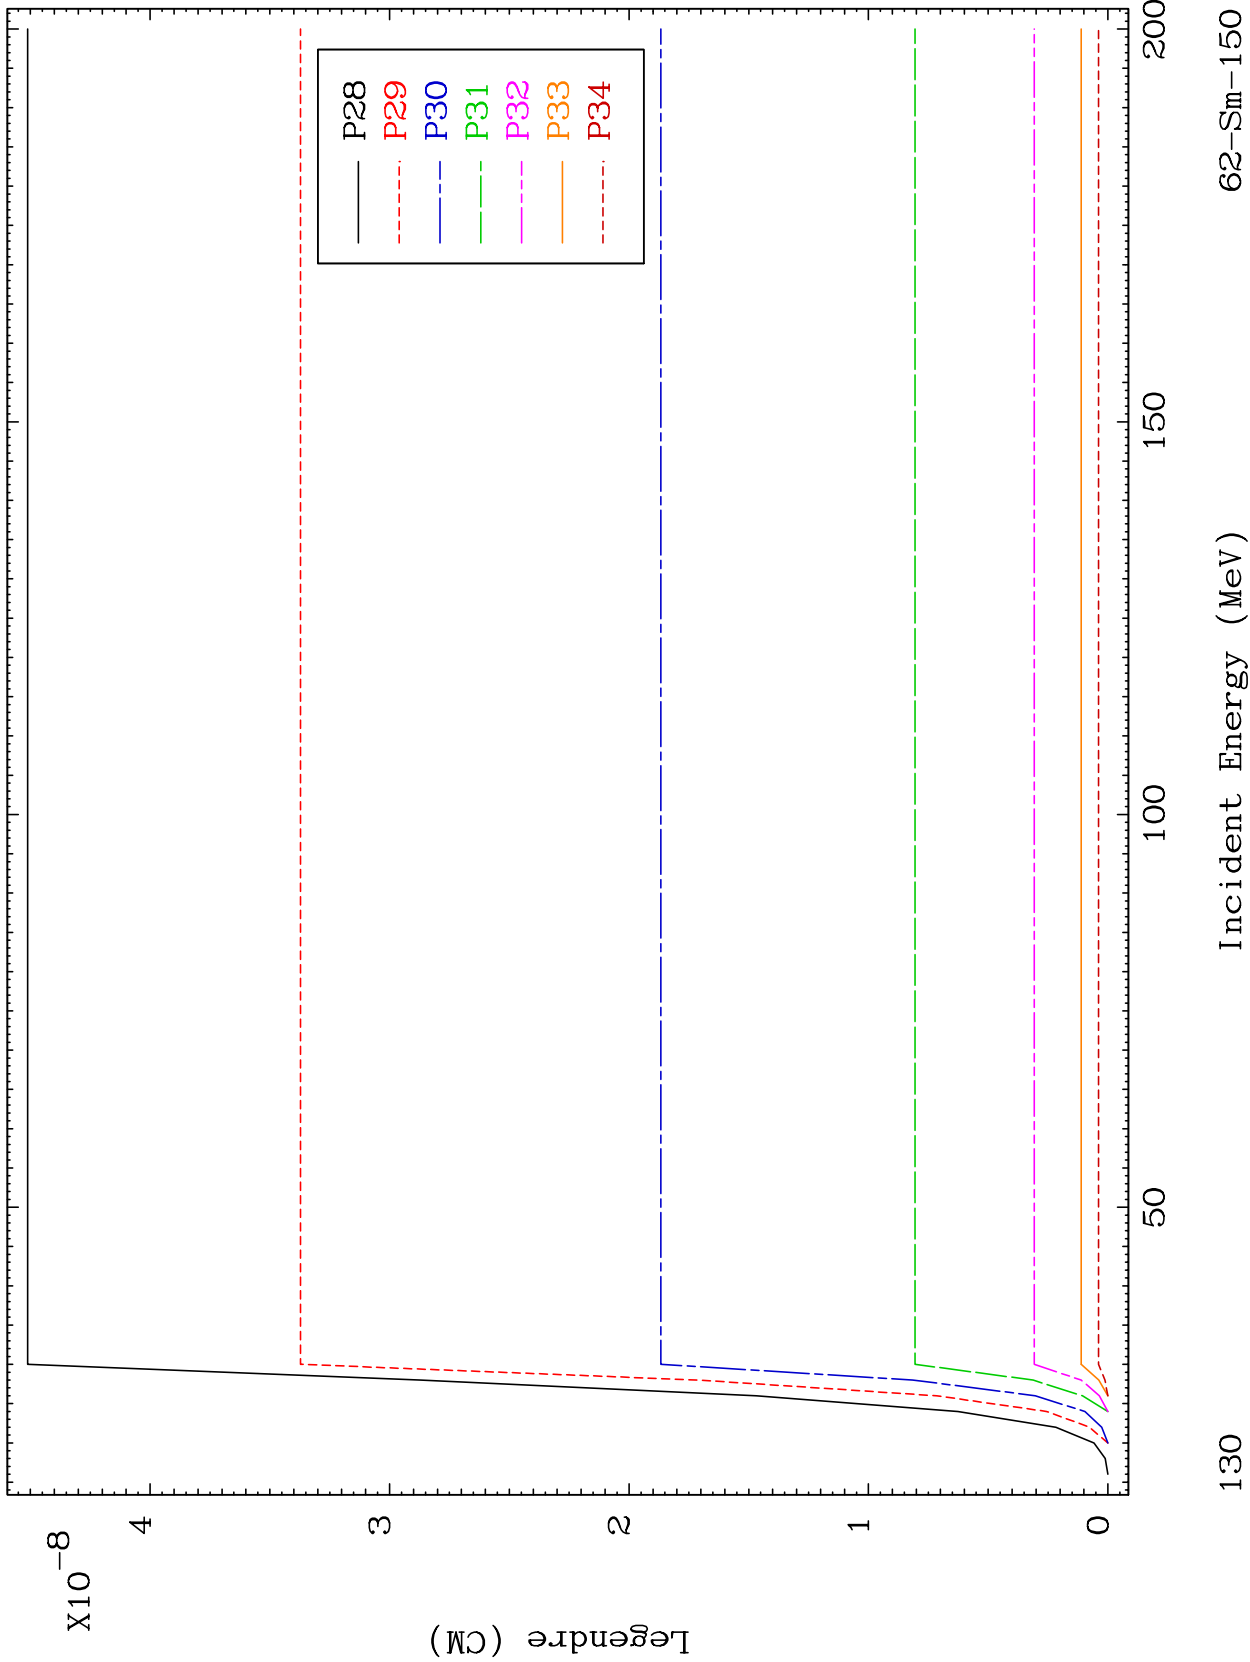 X10
-8
4
3
2
1
0
Legendre (CM)
P28
P29
P30
P31
P32
P33
P34
50
100
150
200
130
Incident Energy (MeV)
62-Sm-150